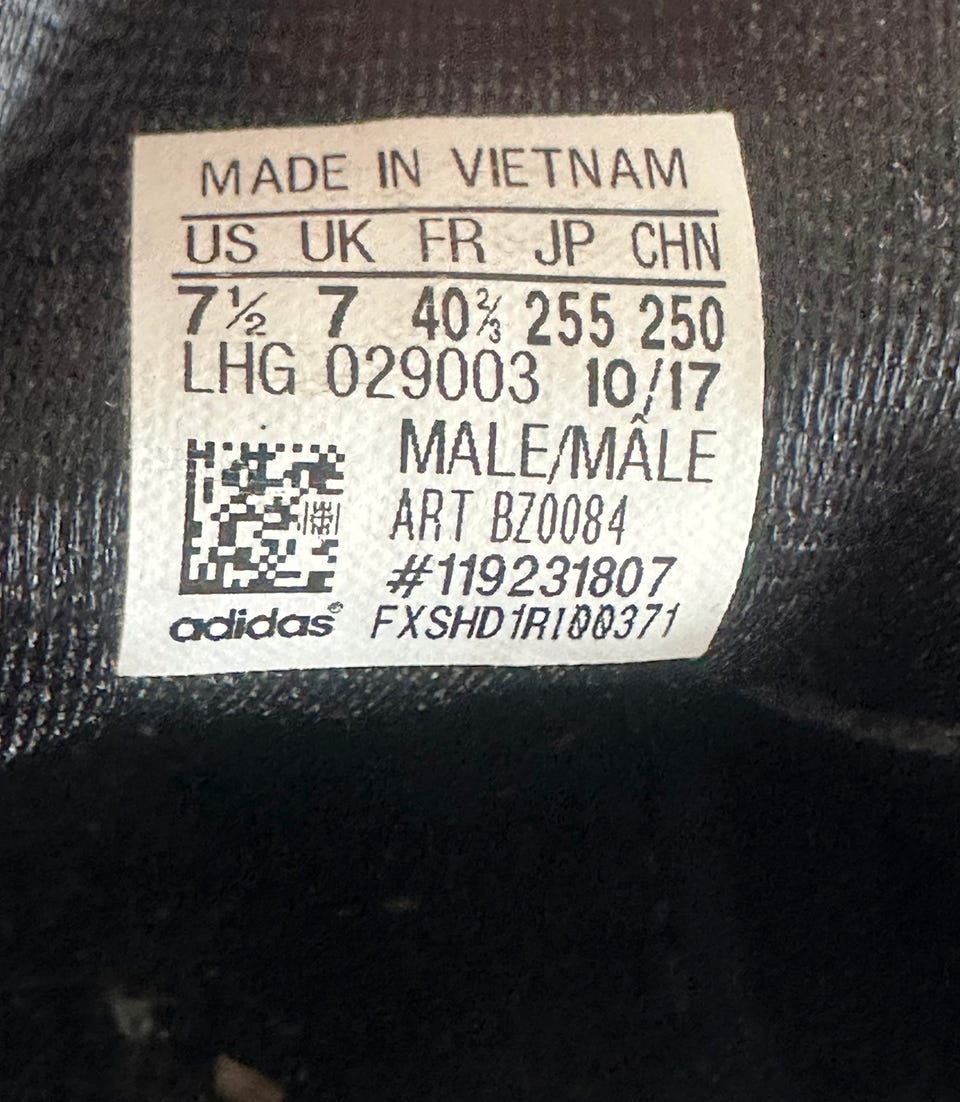 MADE IN VIETNAM
US UK FR JP CHN
7½ 7 40⅔ 255 250
LHG 029003 10/17
MALE/MÂLE
ART BZ0084
#119231807
adidas® FXSHD1RI00371